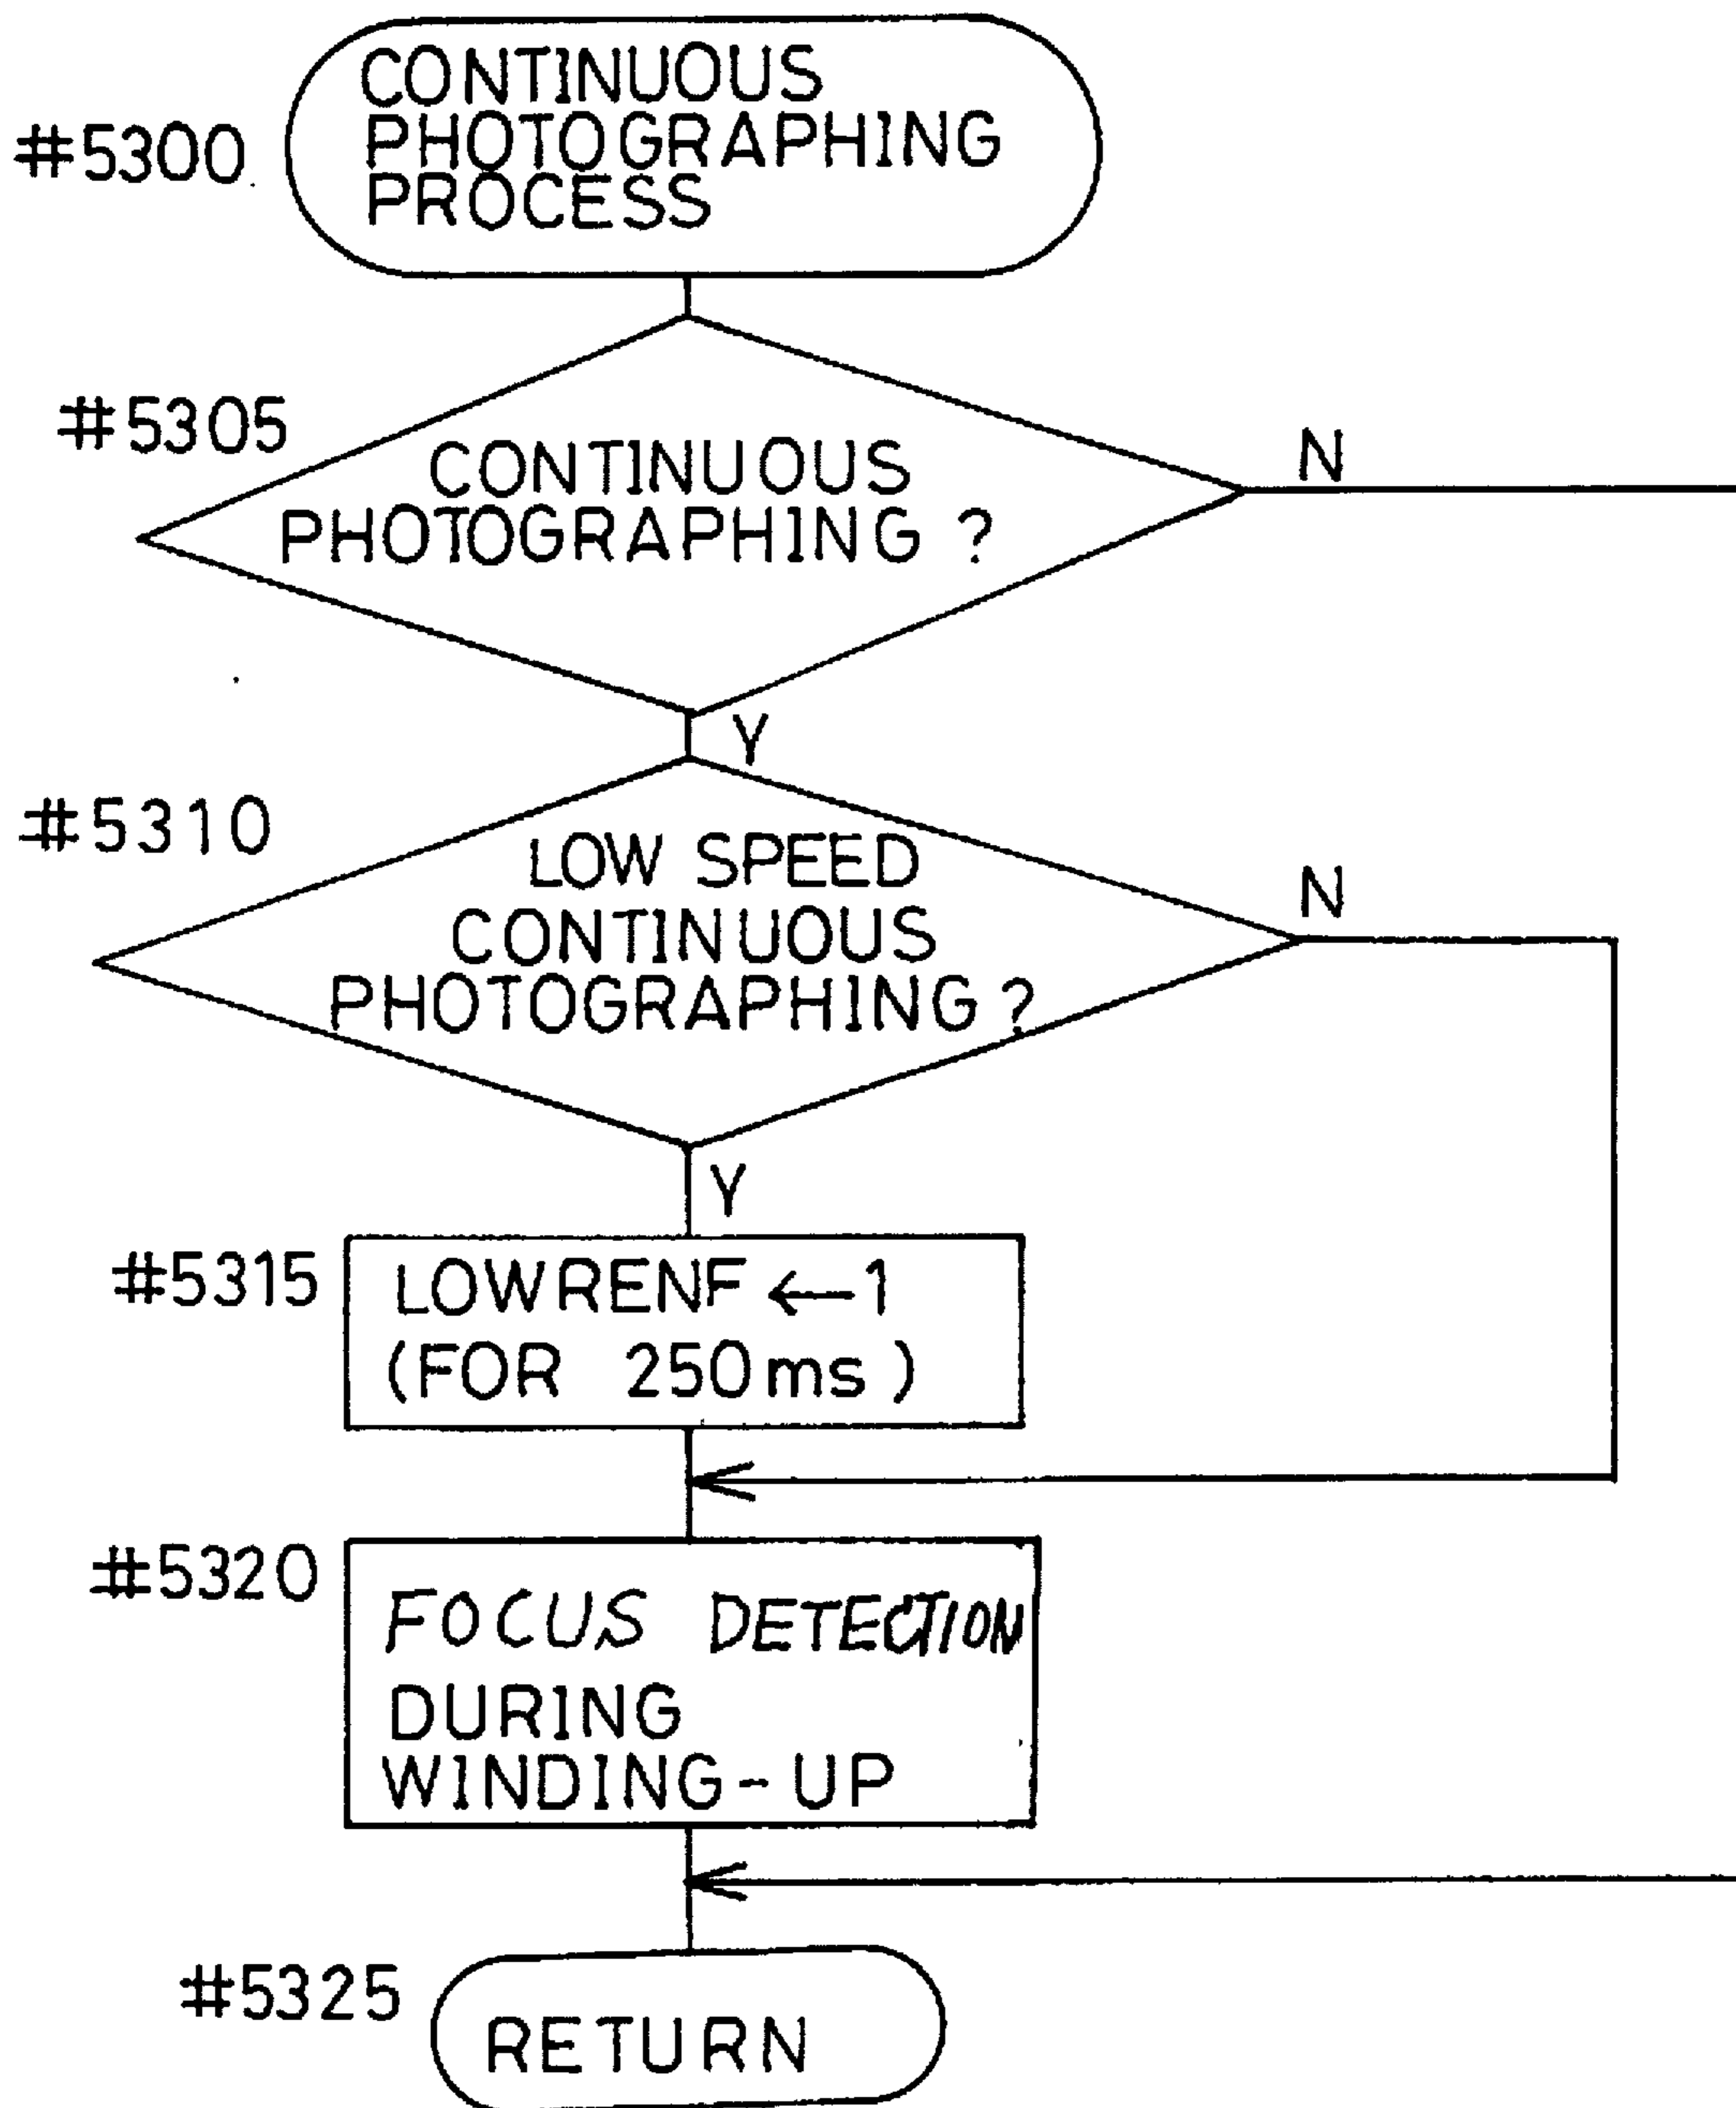 CONTINUOUS
PHOTOGRAPHING
PROCESS
#5300
#5305
CONTINUOUS
PHOTOGRAPHING ?
N
Y
#5310
LOW SPEED
CONTINUOUS
PHOTOGRAPHING ?
N
Y
#5315
LOWRENF ← 1
(FOR 250ms)
#5320
FOCUS DETECTION
DURING
WINDING-UP
#5325
RETURN